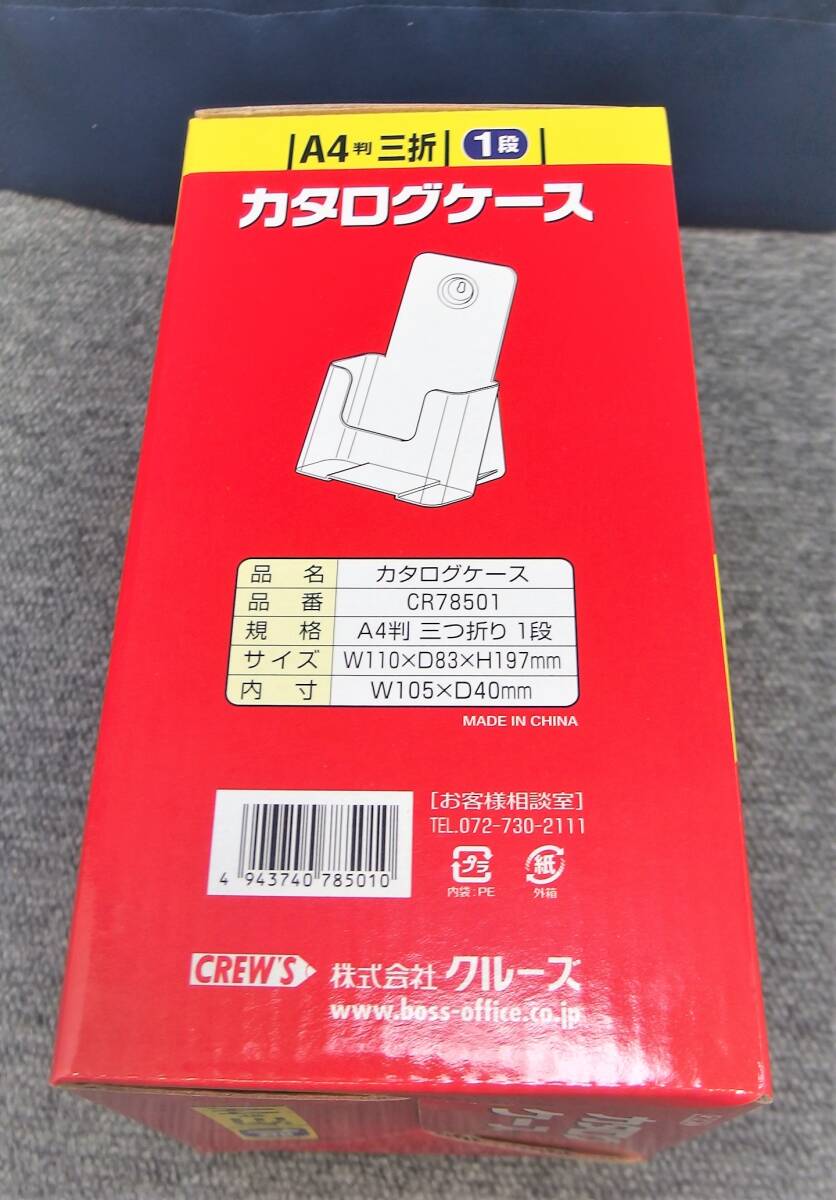 A4判 三折 1段
カタログケース
品名 カタログケース
品番 CR78501
規格 A4判 三つ折り 1段
サイズ W110×D83×H197mm
内寸 W105×D40mm
MADE IN CHINA
[お客様相談室]
TEL.072-730-2111
4 943740 785010
プラ 紙
内袋:PE 外箱
CREW'S 株式会社 クルーズ
www.boss-office.co.jp